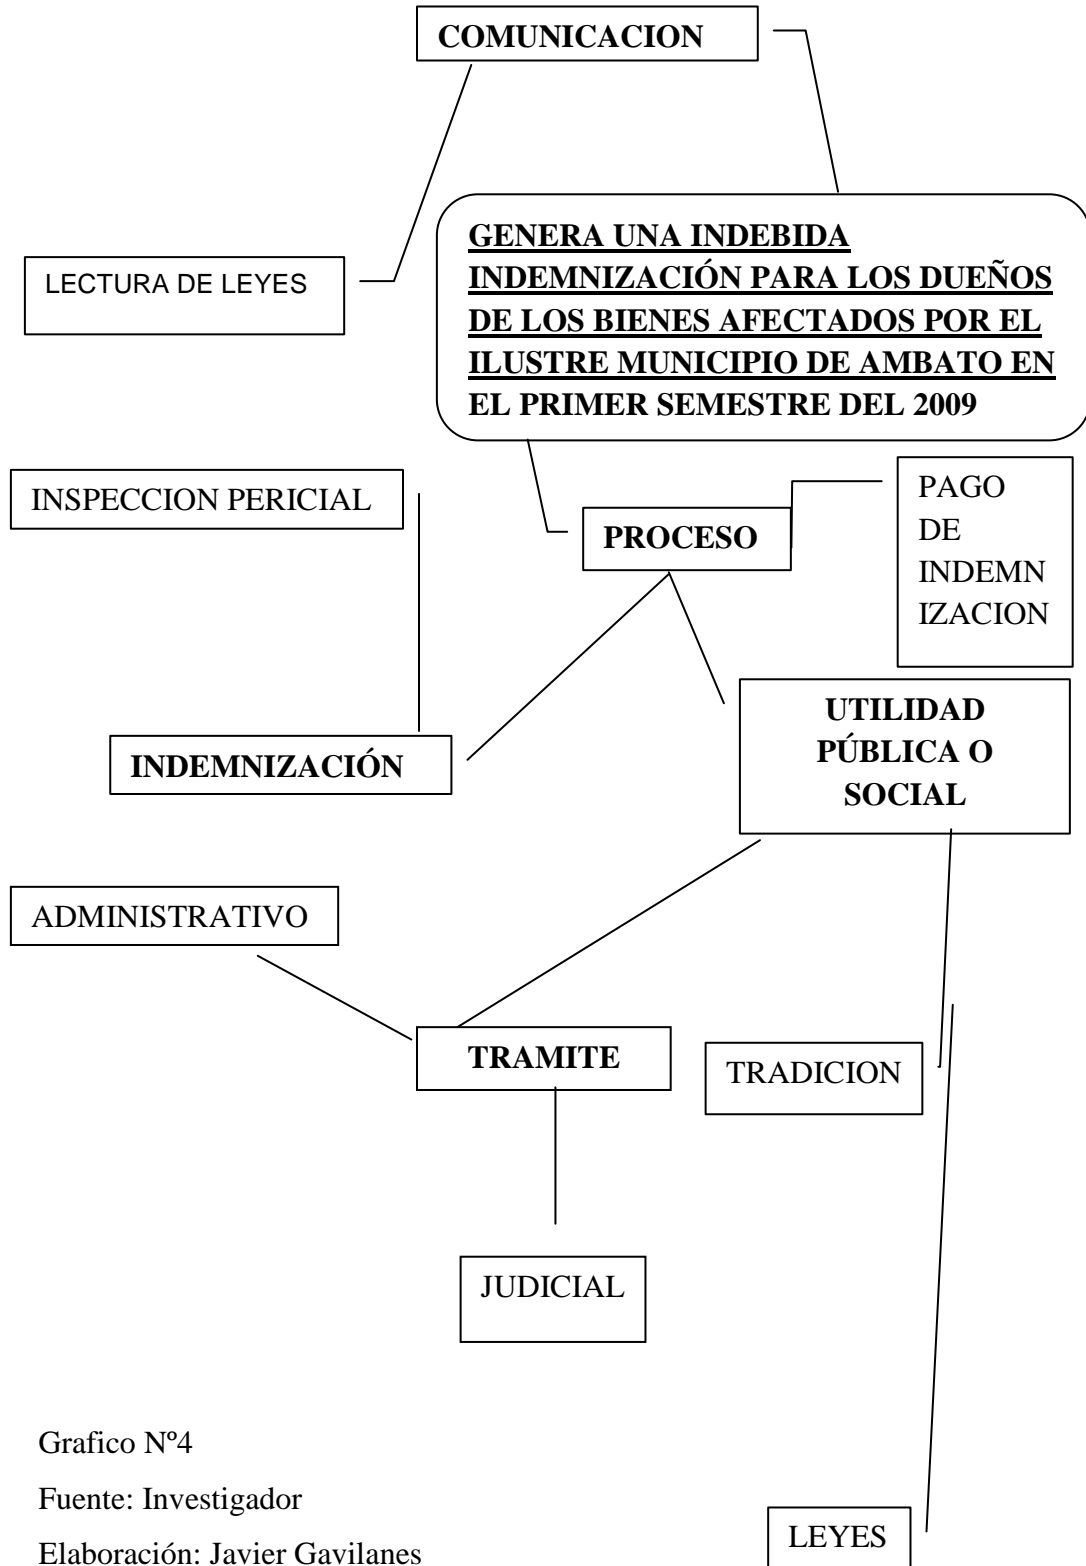 COMUNICACION
GENERA UNA INDEBIDA
INDEMNIZACIÓN PARA LOS DUEÑOS
DE LOS BIENES AFECTADOS POR EL
ILUSTRE MUNICIPIO DE AMBATO EN
EL PRIMER SEMESTRE DEL 2009
LECTURA DE LEYES
INSPECCION PERICIAL
PROCESO
PAGO
DE
INDEMN
IZACION
UTILIDAD
PÚBLICA O
SOCIAL
INDEMNIZACIÓN
ADMINISTRATIVO
TRAMITE
TRADICION
JUDICIAL
Grafico Nº4
Fuente: Investigador
Elaboración: Javier Gavilanes
LEYES